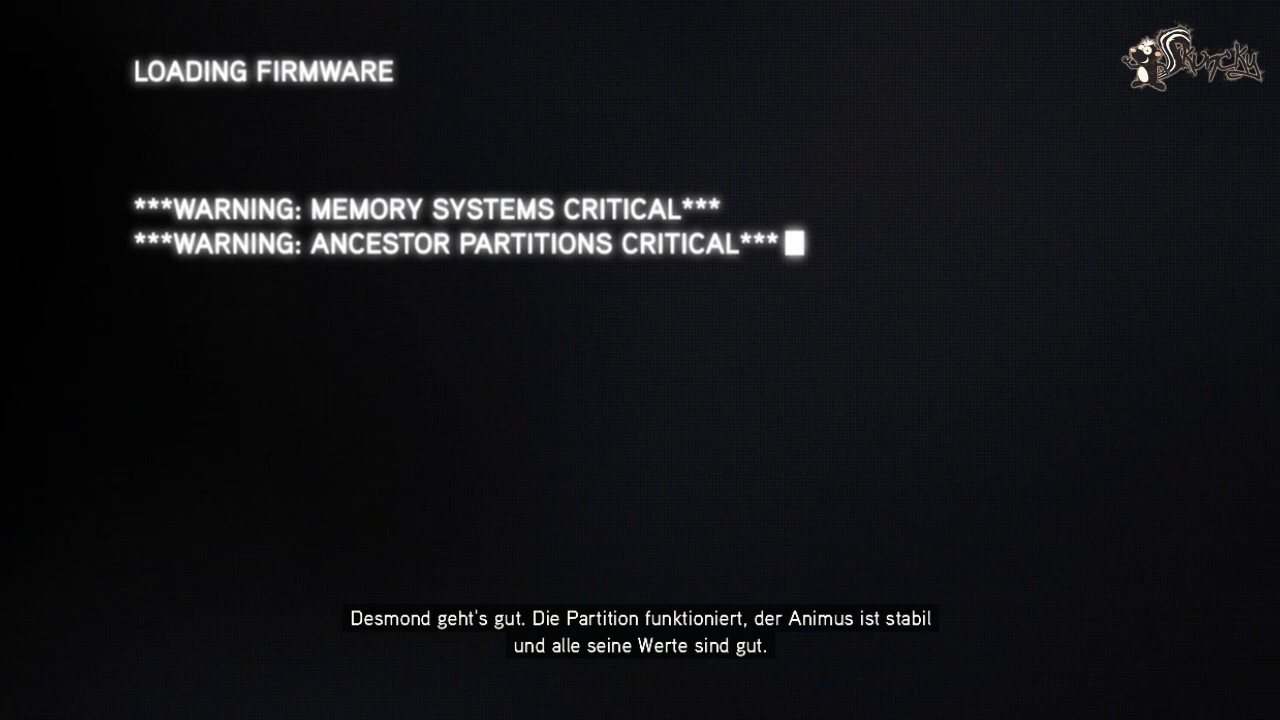 Skuncky
LOADING FIRMWARE
***WARNING: MEMORY SYSTEMS CRITICAL***
***WARNING: ANCESTOR PARTITIONS CRITICAL***
Desmond geht's gut. Die Partition funktioniert, der Animus ist stabil
und alle seine Werte sind gut.